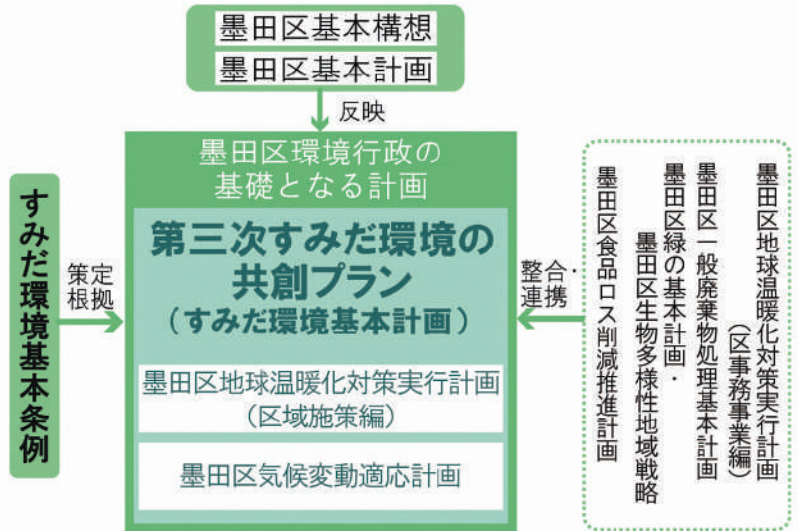 墨田区基本構想
墨田区基本計画
反映
すみだ環境基本条例
策定
根拠
墨田区環境行政の
基礎となる計画
第三次すみだ環境の
共創プラン
(すみだ環境基本計画)
墨田区地球温暖化対策実行計画
(区域施策編)
墨田区気候変動適応計画
整合・
連携
墨田区地球温暖化対策実行計画
(区事務事業編)
墨田区一般廃棄物処理基本計画
墨田区緑の基本計画・
墨田区生物多様性地域戦略
墨田区食品ロス削減推進計画